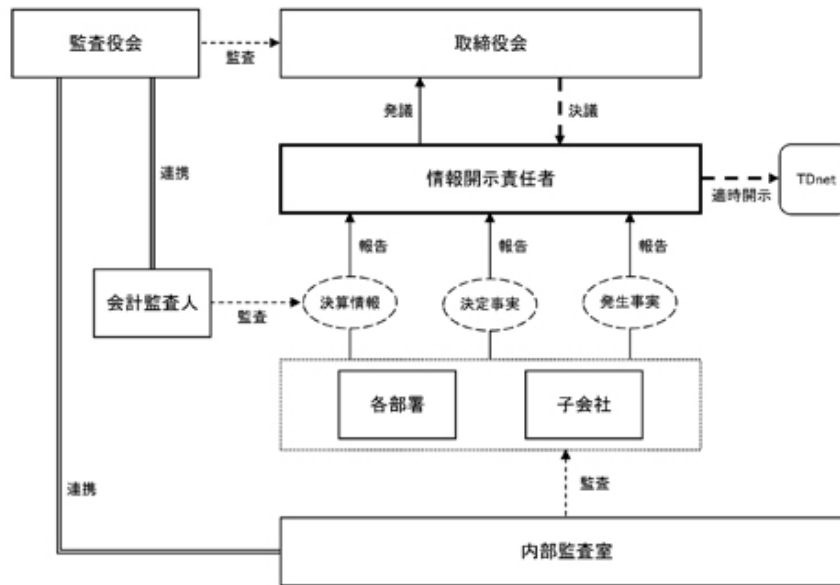 監査役会
監査
取締役会
発議
決議
連携
情報開示責任者
適時開示
TDnet
報告
報告
報告
会計監査人
監査
決算情報
決定事実
発生事実
各部署
子会社
連携
監査
内部監査室